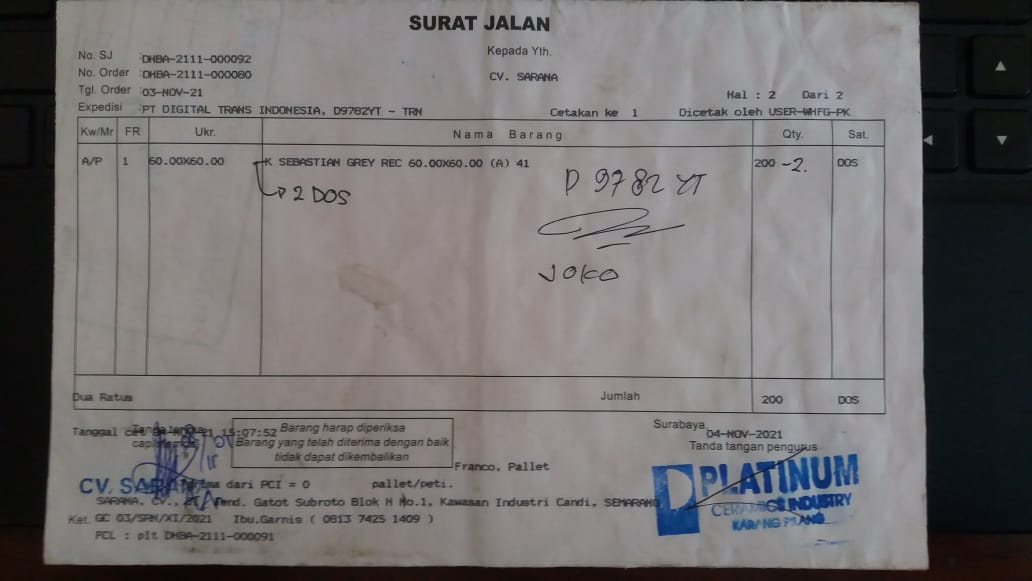 SURAT JALAN
No. SJ :DHBA-2111-000092
Kepada Yth.
No. Order :DHBA-2111-000080
CV. SARANA
Tgl. Order :03-NOV-21
Hal : 2 Dari 2
Expedisi :PT DIGITAL TRANS INDONESIA, D9782YT - TRN
Cetakan ke 1 Dicetak oleh USER-WHFG-PK
Kw/Mr FR Ukr. Nama Barang Qty. Sat.
A/P 1 60.00X60.00 K SEBASTIAN GREY REC 60.00X60.00 (A) 41 200 -2. DOS
2 DOS
D 9782 YT
JOKO
Dua Ratus Jumlah 200 DOS
Surabaya, 04-NOV-2021
Tanda tangan pengurus
Tanggal 15:07:52
Barang harap diperiksa
Barang yang telah diterima dengan baik
tidak dapat dikembalikan
Franco, Pallet
dari PCI = 0 pallet/peti.
CV. SARANA
SARANA, CV., Jend. Gatot Subroto Blok H No.1, Kawasan Industri Candi, SEMARANG
Ket. GC 03/SRN/XI/2021 Ibu.Garnis ( 0813 7425 1409 )
FCL : plt DHBA-2111-000091
PLATINUM
CERAMICS INDUSTRY
KARANG PILANG